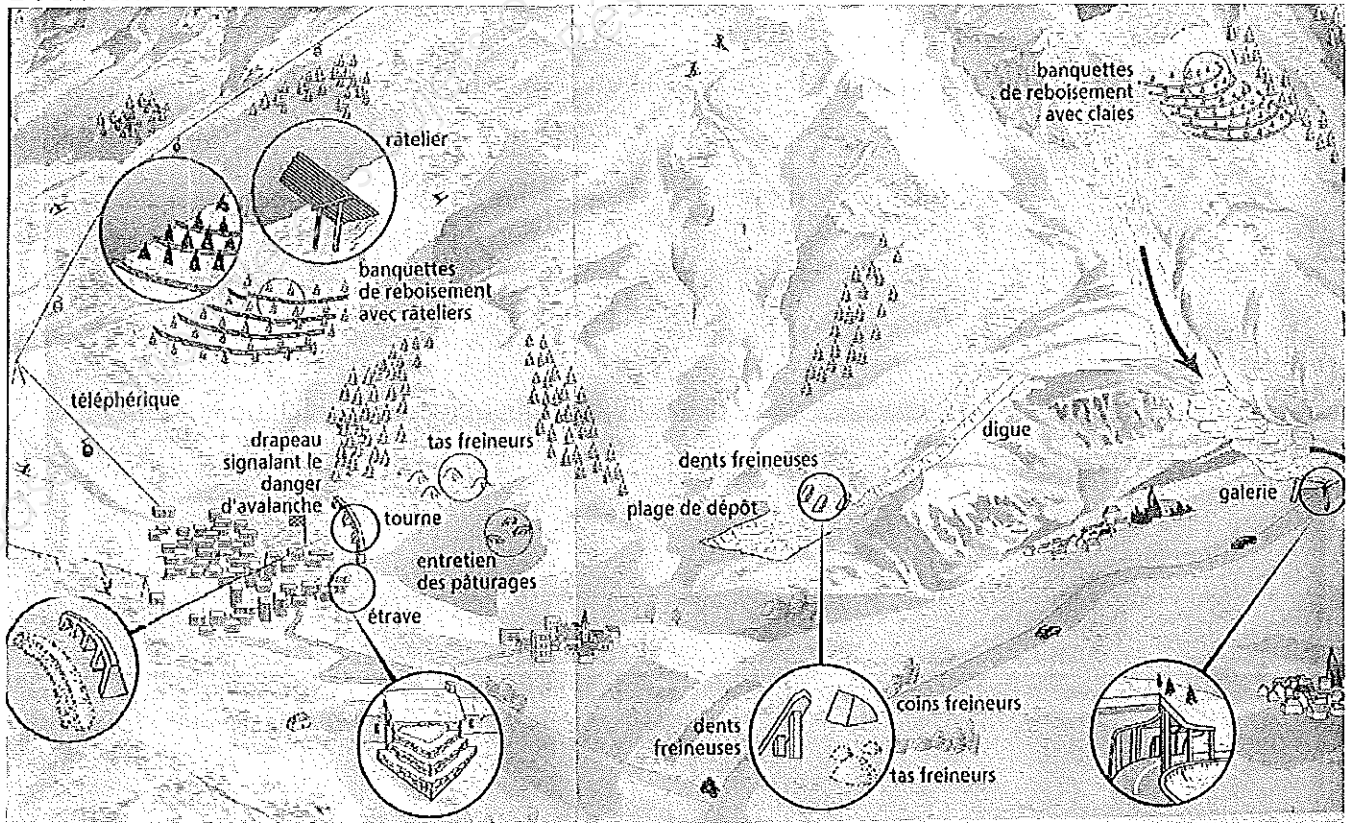 banquettes
de reboisement
avec claies
râtelier
banquettes
de reboisement
avec râteliers
téléphérique
drapeau
signalant le
danger
d'avalanche
tas freineurs
tourne
entretien
des pâturages
étrave
digue
dents freineuses
plage de dépôt
galerie
dents
freineuses
coins freineurs
tas freineurs